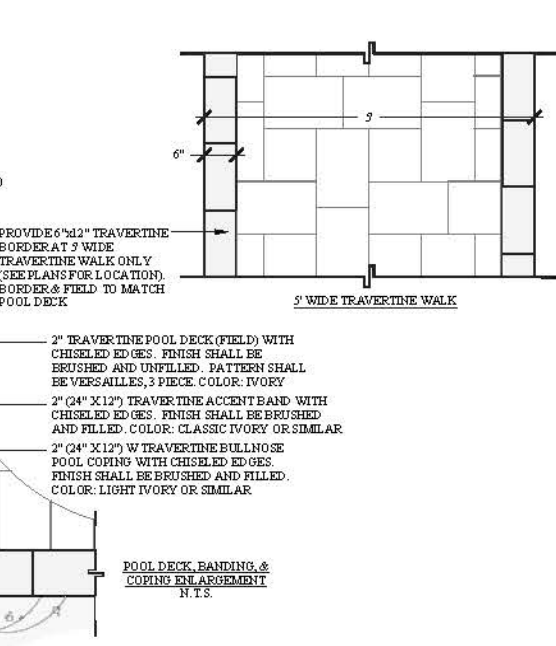 5'
6"
PROVIDE 6"x12" TRAVERTINE
BORDER AT 5' WIDE
TRAVERTINE WALK ONLY
(SEE PLANS FOR LOCATION).
BORDER & FIELD TO MATCH
POOL DECK
5' WIDE TRAVERTINE WALK
2" TRAVERTINE POOL DECK (FIELD) WITH
CHISELED EDGES. FINISH SHALL BE
BRUSHED AND UNFILLED. PATTERN SHALL
BE VERSAILLES, 3 PIECE. COLOR: IVORY
2" (24" X 12") TRAVERTINE ACCENT BAND WITH
CHISELED EDGES. FINISH SHALL BE BRUSHED
AND FILLED. COLOR: CLASSIC IVORY OR SIMILAR
2" (24" X 12") W TRAVERTINE BULLNOSE
POOL COPING WITH CHISELED EDGES.
FINISH SHALL BE BRUSHED AND FILLED.
COLOR: LIGHT IVORY OR SIMILAR
POOL DECK, BANDING, &
COPING ENLARGEMENT
N.T.S.